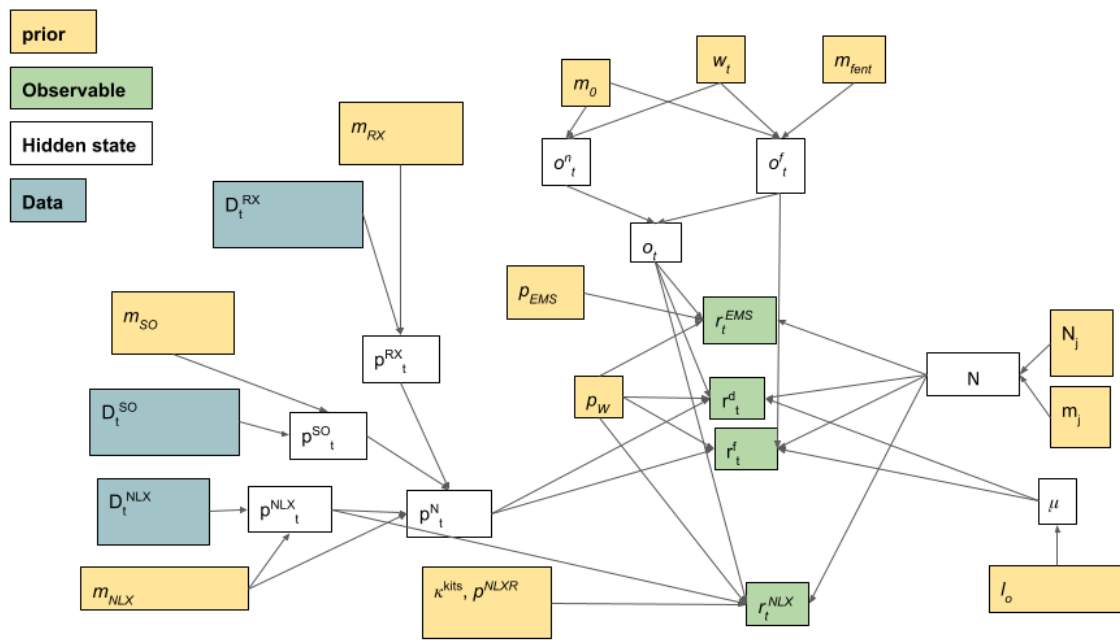 prior
Observable
Hidden state
Data
m_0
w_t
m_fent
m_RX
o^n_t
o^f_t
D_t^RX
o_t
p_EMS
r_t^EMS
m_SO
p^RX_t
N_j
N
D_t^SO
p^SO_t
p_W
r^d_t
m_j
r^f_t
D_t^NLX
p^NLX_t
p^N_t
μ
m_NLX
κ^kits, p^NLXR
r_t^NLX
l_o